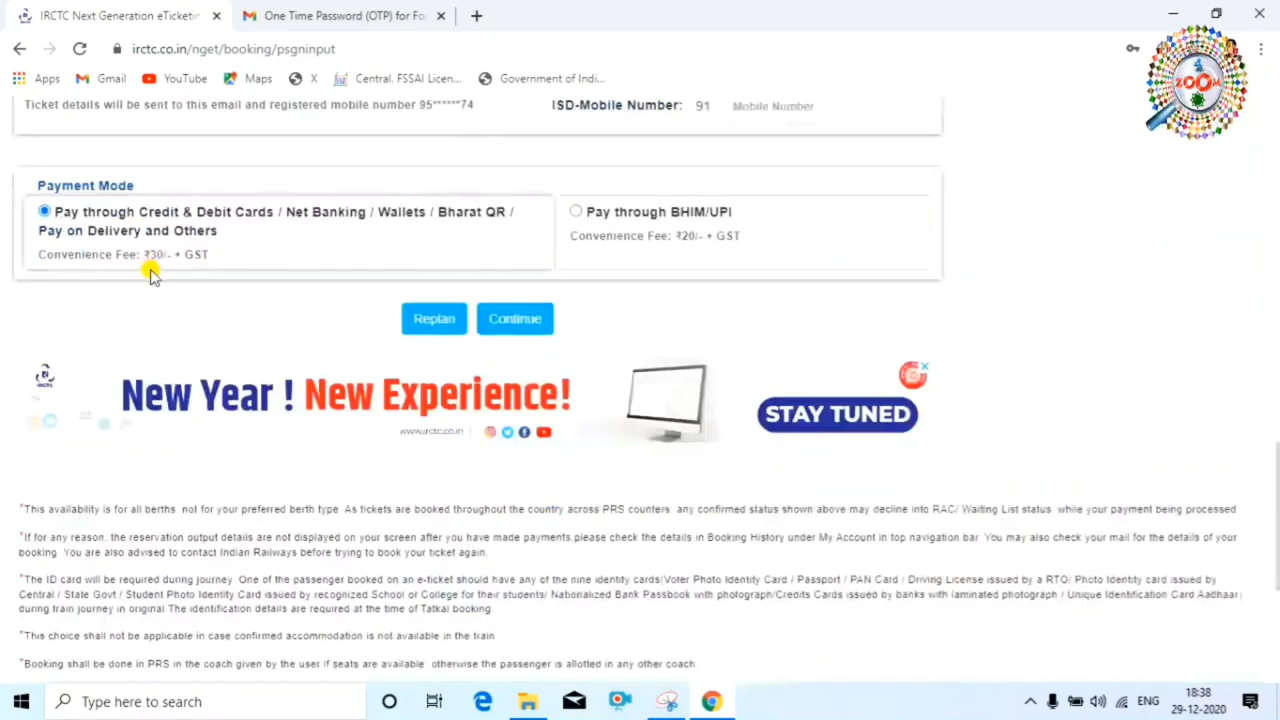 IRCTC Next Generation eTicketin
One Time Password (OTP) for Fo
irctc.co.in/nget/booking/psgninput
Apps
Gmail
YouTube
Maps
X
Central. FSSAI Licen...
Government of Indi...
ZOOM
Ticket details will be sent to this email and registered mobile number 95******74
ISD-Mobile Number: 91 Mobile Number
Payment Mode
Pay through Credit & Debit Cards / Net Banking / Wallets / Bharat QR /
Pay on Delivery and Others
Convenience Fee: ₹30/- + GST
Pay through BHIM/UPI
Convenience Fee: ₹20/- + GST
Replan
Continue
IRCTC
New Year ! New Experience!
www.irctc.co.in
STAY TUNED
*This availability is for all berths not for your preferred berth type. As tickets are booked throughout the country across PRS counters any confirmed status shown above may decline into RAC/ Waiting List status, while your payment being processed
*If for any reason, the reservation output details are not displayed on your screen after you have made payments,please check the details in Booking History under My Account in top navigation bar. You may also check your mail for the details of your
booking. You are also advised to contact Indian Railways before trying to book your ticket again.
*The ID card will be required during journey. One of the passenger booked on an e-ticket should have any of the nine identity cards(Voter Photo Identity Card / Passport / PAN Card / Driving License issued by a RTO/ Photo Identity card issued by
Central / State Govt / Student Photo Identity Card issued by recognized School or College for their students/ Nationalized Bank Passbook with photograph/Credits Cards issued by banks with laminated photograph / Unique Identification Card Aadhaar
during train journey in original.The identification details are required at the time of Tatkal booking
*This choice shall not be applicable in case confirmed accommodation is not available in the train
*Booking shall be done in PRS in the coach given by the user if seats are available otherwise the passenger is allotted in any other coach.
Type here to search
ENG
18:38
29-12-2020